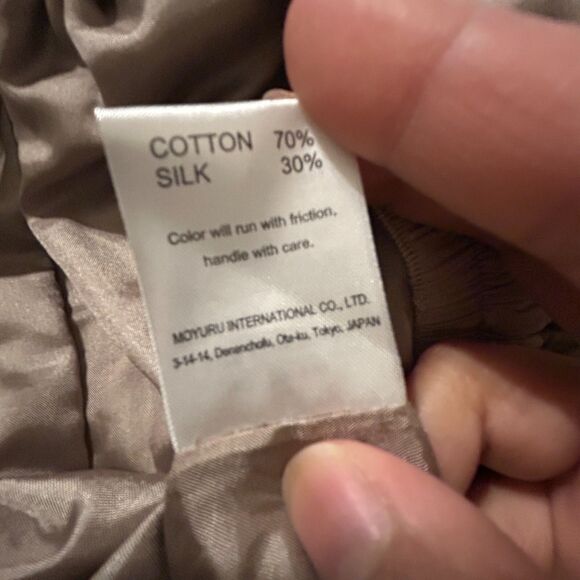 COTTON 70%
SILK 30%
Color will run with friction,
handle with care.
MOYURU INTERNATIONAL CO., LTD.
3-14-14, Denenchofu, Ota-ku, Tokyo, JAPAN